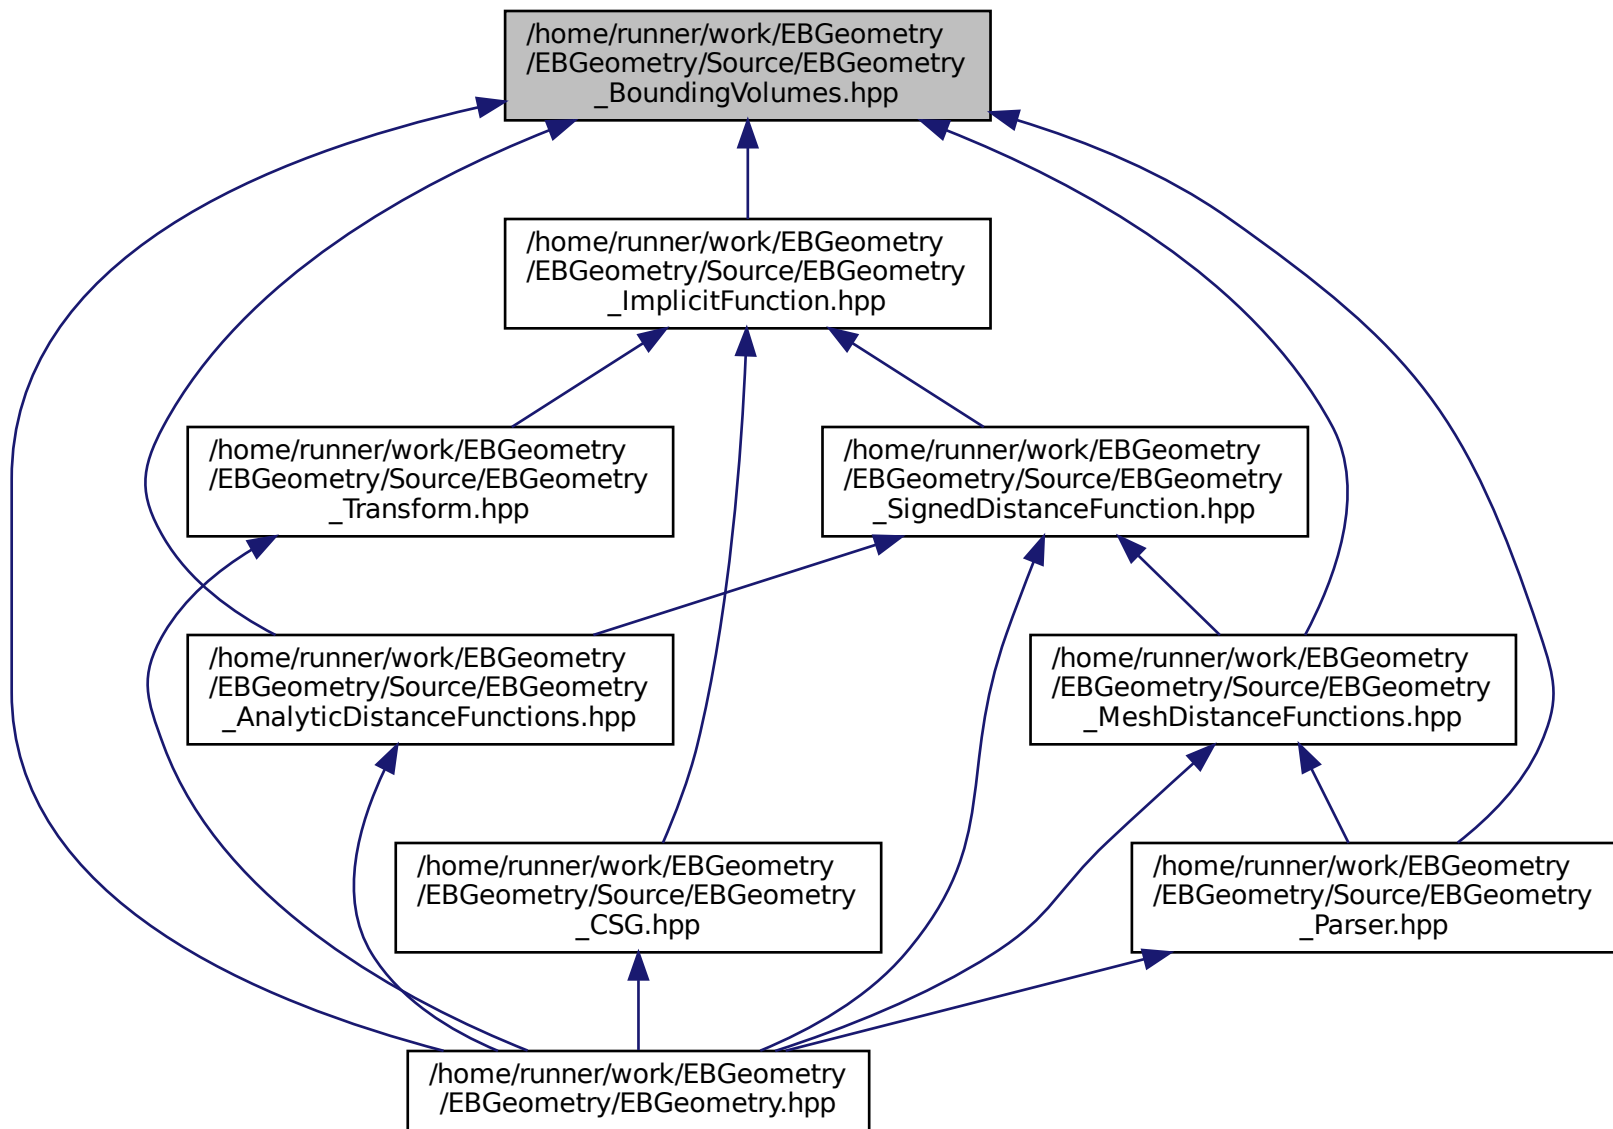 /home/runner/work/EBGeometry
/EBGeometry/Source/EBGeometry
_BoundingVolumes.hpp
/home/runner/work/EBGeometry
/EBGeometry/Source/EBGeometry
_ImplicitFunction.hpp
/home/runner/work/EBGeometry
/EBGeometry/Source/EBGeometry
_Transform.hpp
/home/runner/work/EBGeometry
/EBGeometry/Source/EBGeometry
_SignedDistanceFunction.hpp
/home/runner/work/EBGeometry
/EBGeometry/Source/EBGeometry
_AnalyticDistanceFunctions.hpp
/home/runner/work/EBGeometry
/EBGeometry/Source/EBGeometry
_MeshDistanceFunctions.hpp
/home/runner/work/EBGeometry
/EBGeometry/Source/EBGeometry
_CSG.hpp
/home/runner/work/EBGeometry
/EBGeometry/Source/EBGeometry
_Parser.hpp
/home/runner/work/EBGeometry
/EBGeometry/EBGeometry.hpp